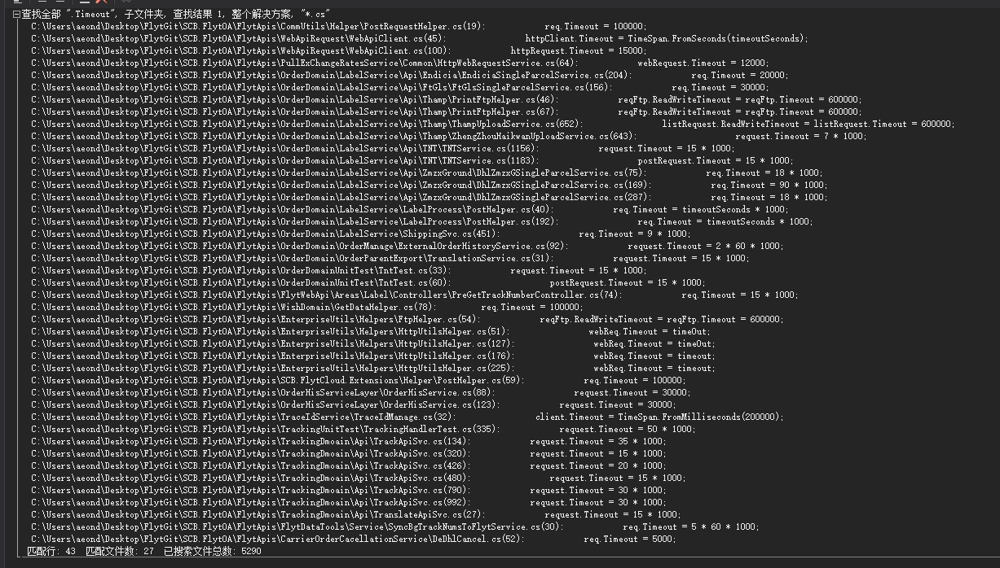 查找全部 ".Timeout", 子文件夹, 查找结果 1, 整个解决方案, "*.cs"
C:\Users\aeond\Desktop\FlytGit\SCB.FlytOA\FlytApis\CommUtils\Helper\PostRequestHelper.cs(19): req.Timeout = 100000;
C:\Users\aeond\Desktop\FlytGit\SCB.FlytOA\FlytApis\WebApiRequest\WebApiClient.cs(45): httpClient.Timeout = TimeSpan.FromSeconds(timeoutSeconds);
C:\Users\aeond\Desktop\FlytGit\SCB.FlytOA\FlytApis\WebApiRequest\WebApiClient.cs(100): httpRequest.Timeout = 15000;
C:\Users\aeond\Desktop\FlytGit\SCB.FlytOA\FlytApis\PullExChangeRatesService\Common\HttpWebRequestService.cs(64): webRequest.Timeout = 12000;
C:\Users\aeond\Desktop\FlytGit\SCB.FlytOA\FlytApis\OrderDomain\LabelService\Api\Endicia\EndiciaSingleParcelService.cs(204): req.Timeout = 20000;
C:\Users\aeond\Desktop\FlytGit\SCB.FlytOA\FlytApis\OrderDomain\LabelService\Api\FtGls\FtGlsSingleParcelService.cs(156): req.Timeout = 30000;
C:\Users\aeond\Desktop\FlytGit\SCB.FlytOA\FlytApis\OrderDomain\LabelService\Api\Thamp\PrintFtpHelper.cs(46): reqFtp.ReadWriteTimeout = reqFtp.Timeout = 600000;
C:\Users\aeond\Desktop\FlytGit\SCB.FlytOA\FlytApis\OrderDomain\LabelService\Api\Thamp\PrintFtpHelper.cs(67): reqFtp.ReadWriteTimeout = reqFtp.Timeout = 600000;
C:\Users\aeond\Desktop\FlytGit\SCB.FlytOA\FlytApis\OrderDomain\LabelService\Api\Thamp\ThampUploadService.cs(652): listRequest.ReadWriteTimeout = listRequest.Timeout = 600000;
C:\Users\aeond\Desktop\FlytGit\SCB.FlytOA\FlytApis\OrderDomain\LabelService\Api\Thamp\ZhengZhouHaikwanUploadService.cs(643): request.Timeout = 7 * 1000;
C:\Users\aeond\Desktop\FlytGit\SCB.FlytOA\FlytApis\OrderDomain\LabelService\Api\TNT\TNTService.cs(1156): request.Timeout = 15 * 1000;
C:\Users\aeond\Desktop\FlytGit\SCB.FlytOA\FlytApis\OrderDomain\LabelService\Api\TNT\TNTService.cs(1183): postRequest.Timeout = 15 * 1000;
C:\Users\aeond\Desktop\FlytGit\SCB.FlytOA\FlytApis\OrderDomain\LabelService\Api\ZmzxGround\DhlZmzxGSingleParcelService.cs(75): req.Timeout = 18 * 1000;
C:\Users\aeond\Desktop\FlytGit\SCB.FlytOA\FlytApis\OrderDomain\LabelService\Api\ZmzxGround\DhlZmzxGSingleParcelService.cs(169): req.Timeout = 90 * 1000;
C:\Users\aeond\Desktop\FlytGit\SCB.FlytOA\FlytApis\OrderDomain\LabelService\Api\ZmzxGround\DhlZmzxGSingleParcelService.cs(287): req.Timeout = 18 * 1000;
C:\Users\aeond\Desktop\FlytGit\SCB.FlytOA\FlytApis\OrderDomain\LabelService\LabelProcess\PostHelper.cs(40): req.Timeout = timeoutSeconds * 1000;
C:\Users\aeond\Desktop\FlytGit\SCB.FlytOA\FlytApis\OrderDomain\LabelService\LabelProcess\PostHelper.cs(192): req.Timeout = timeoutSeconds * 1000;
C:\Users\aeond\Desktop\FlytGit\SCB.FlytOA\FlytApis\OrderDomain\LabelService\ShippingSvc.cs(451): req.Timeout = 9 * 1000;
C:\Users\aeond\Desktop\FlytGit\SCB.FlytOA\FlytApis\OrderDomain\OrderManage\ExternalOrderHistoryService.cs(92): request.Timeout = 2 * 60 * 1000;
C:\Users\aeond\Desktop\FlytGit\SCB.FlytOA\FlytApis\OrderDomain\OrderParentExport\TranslationService.cs(31): request.Timeout = 15 * 1000;
C:\Users\aeond\Desktop\FlytGit\SCB.FlytOA\FlytApis\OrderDomainUnitTest\TntTest.cs(33): request.Timeout = 15 * 1000;
C:\Users\aeond\Desktop\FlytGit\SCB.FlytOA\FlytApis\OrderDomainUnitTest\TntTest.cs(60): postRequest.Timeout = 15 * 1000;
C:\Users\aeond\Desktop\FlytGit\SCB.FlytOA\FlytApis\FlytWebApi\Areas\Label\Controllers\PreGetTrackNumberController.cs(74): req.Timeout = 15 * 1000;
C:\Users\aeond\Desktop\FlytGit\SCB.FlytOA\FlytApis\WishDomain\GetDataHelper.cs(78): req.Timeout = 100000;
C:\Users\aeond\Desktop\FlytGit\SCB.FlytOA\FlytApis\EnterpriseUtils\Helpers\FtpHelper.cs(54): reqFtp.ReadWriteTimeout = reqFtp.Timeout = 600000;
C:\Users\aeond\Desktop\FlytGit\SCB.FlytOA\FlytApis\EnterpriseUtils\Helpers\HttpUtilsHelper.cs(51): webReq.Timeout = timeOut;
C:\Users\aeond\Desktop\FlytGit\SCB.FlytOA\FlytApis\EnterpriseUtils\Helpers\HttpUtilsHelper.cs(127): webReq.Timeout = timeOut;
C:\Users\aeond\Desktop\FlytGit\SCB.FlytOA\FlytApis\EnterpriseUtils\Helpers\HttpUtilsHelper.cs(176): webReq.Timeout = timeout;
C:\Users\aeond\Desktop\FlytGit\SCB.FlytOA\FlytApis\EnterpriseUtils\Helpers\HttpUtilsHelper.cs(225): webReq.Timeout = timeout;
C:\Users\aeond\Desktop\FlytGit\SCB.FlytOA\FlytApis\SCB.FlytCloud.Extensions\Helper\PostHelper.cs(59): req.Timeout = 100000;
C:\Users\aeond\Desktop\FlytGit\SCB.FlytOA\FlytApis\OrderHisServiceLayer\OrderHisService.cs(88): request.Timeout = 30000;
C:\Users\aeond\Desktop\FlytGit\SCB.FlytOA\FlytApis\OrderHisServiceLayer\OrderHisService.cs(123): request.Timeout = 30000;
C:\Users\aeond\Desktop\FlytGit\SCB.FlytOA\FlytApis\TraceIdService\TraceIdManage.cs(32): client.Timeout = TimeSpan.FromMilliseconds(200000);
C:\Users\aeond\Desktop\FlytGit\SCB.FlytOA\FlytApis\TrackingUnitTest\TrackingHandlerTest.cs(335): request.Timeout = 50 * 1000;
C:\Users\aeond\Desktop\FlytGit\SCB.FlytOA\FlytApis\TrackingDmoain\Api\TrackApiSvc.cs(134): request.Timeout = 35 * 1000;
C:\Users\aeond\Desktop\FlytGit\SCB.FlytOA\FlytApis\TrackingDmoain\Api\TrackApiSvc.cs(320): request.Timeout = 15 * 1000;
C:\Users\aeond\Desktop\FlytGit\SCB.FlytOA\FlytApis\TrackingDmoain\Api\TrackApiSvc.cs(426): request.Timeout = 20 * 1000;
C:\Users\aeond\Desktop\FlytGit\SCB.FlytOA\FlytApis\TrackingDmoain\Api\TrackApiSvc.cs(480): request.Timeout = 15 * 1000;
C:\Users\aeond\Desktop\FlytGit\SCB.FlytOA\FlytApis\TrackingDmoain\Api\TrackApiSvc.cs(790): request.Timeout = 30 * 1000;
C:\Users\aeond\Desktop\FlytGit\SCB.FlytOA\FlytApis\TrackingDmoain\Api\TrackApiSvc.cs(992): request.Timeout = 30 * 1000;
C:\Users\aeond\Desktop\FlytGit\SCB.FlytOA\FlytApis\TrackingDmoain\Api\TranslateApiSvc.cs(27): request.Timeout = 15 * 1000;
C:\Users\aeond\Desktop\FlytGit\SCB.FlytOA\FlytApis\FlytDataTools\Service\SyncBgTrackNumsToFlytService.cs(30): request.Timeout = 5 * 60 * 1000;
C:\Users\aeond\Desktop\FlytGit\SCB.FlytOA\FlytApis\CarrierOrderCacellationService\DeDhlCancel.cs(52): req.Timeout = 5000;
匹配行: 43 匹配文件数: 27 已搜索文件总数: 5290